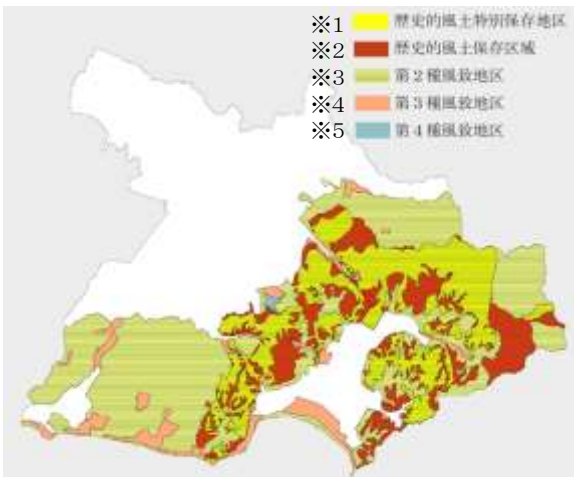 ※1 歴史的風土特別保存地区
※2 歴史的風土保存区域
※3 第2種風致地区
※4 第3種風致地区
※5 第4種風致地区